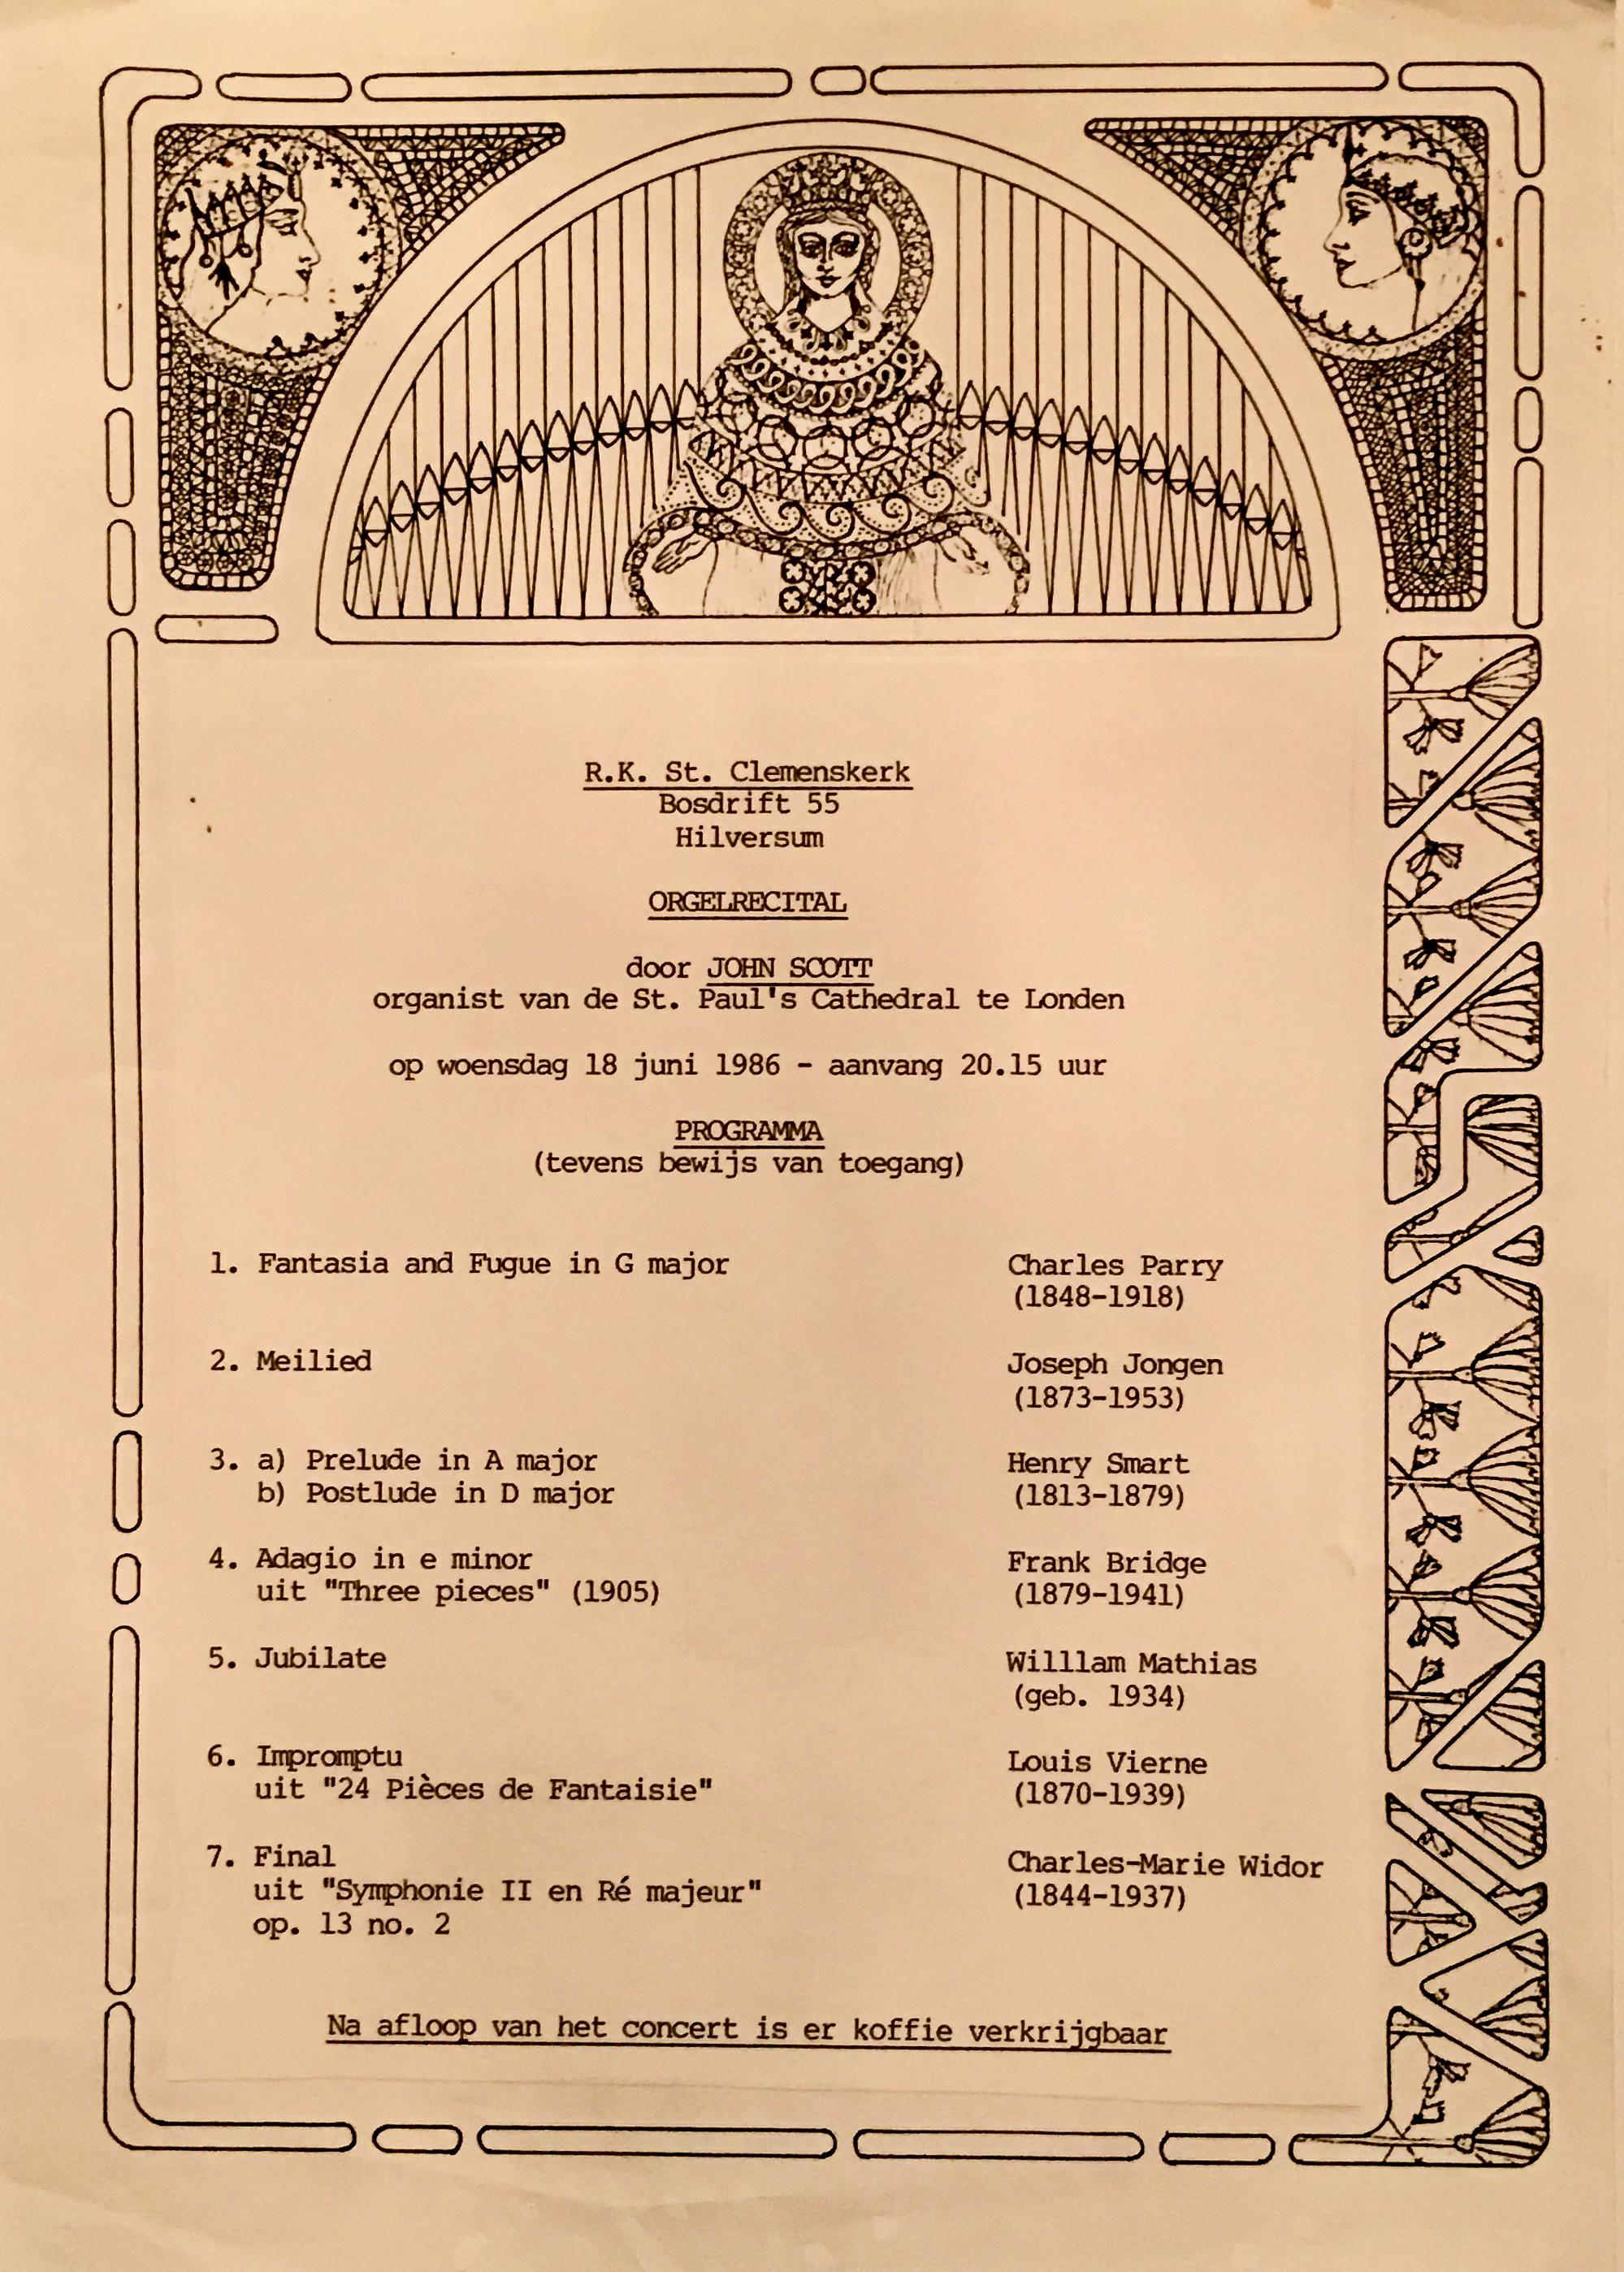 R.K. St. Clemenskerk
Bosdrift 55
Hilversum
ORGELRECITAL
door JOHN SCOTT
organist van de St. Paul's Cathedral te Londen
op woensdag 18 juni 1986 - aanvang 20.15 uur
PROGRAMMA
(tevens bewijs van toegang)
1. Fantasia and Fugue in G major Charles Parry
(1848-1918)
2. Meilied Joseph Jongen
(1873-1953)
3. a) Prelude in A major Henry Smart
b) Postlude in D major (1813-1879)
4. Adagio in e minor Frank Bridge
uit "Three pieces" (1905) (1879-1941)
5. Jubilate Willlam Mathias
(geb. 1934)
6. Impromptu Louis Vierne
uit "24 Pièces de Fantaisie" (1870-1939)
7. Final Charles-Marie Widor
uit "Symphonie II en Ré majeur" (1844-1937)
op. 13 no. 2
Na afloop van het concert is er koffie verkrijgbaar